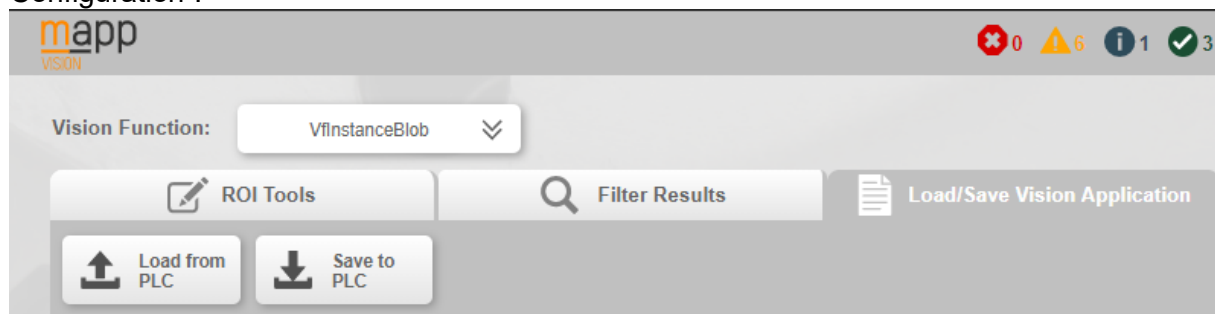 mapp
VISION
0 6 1 3
Vision Function: VfInstanceBlob
ROI Tools Filter Results Load/Save Vision Application
Load from PLC
Save to PLC